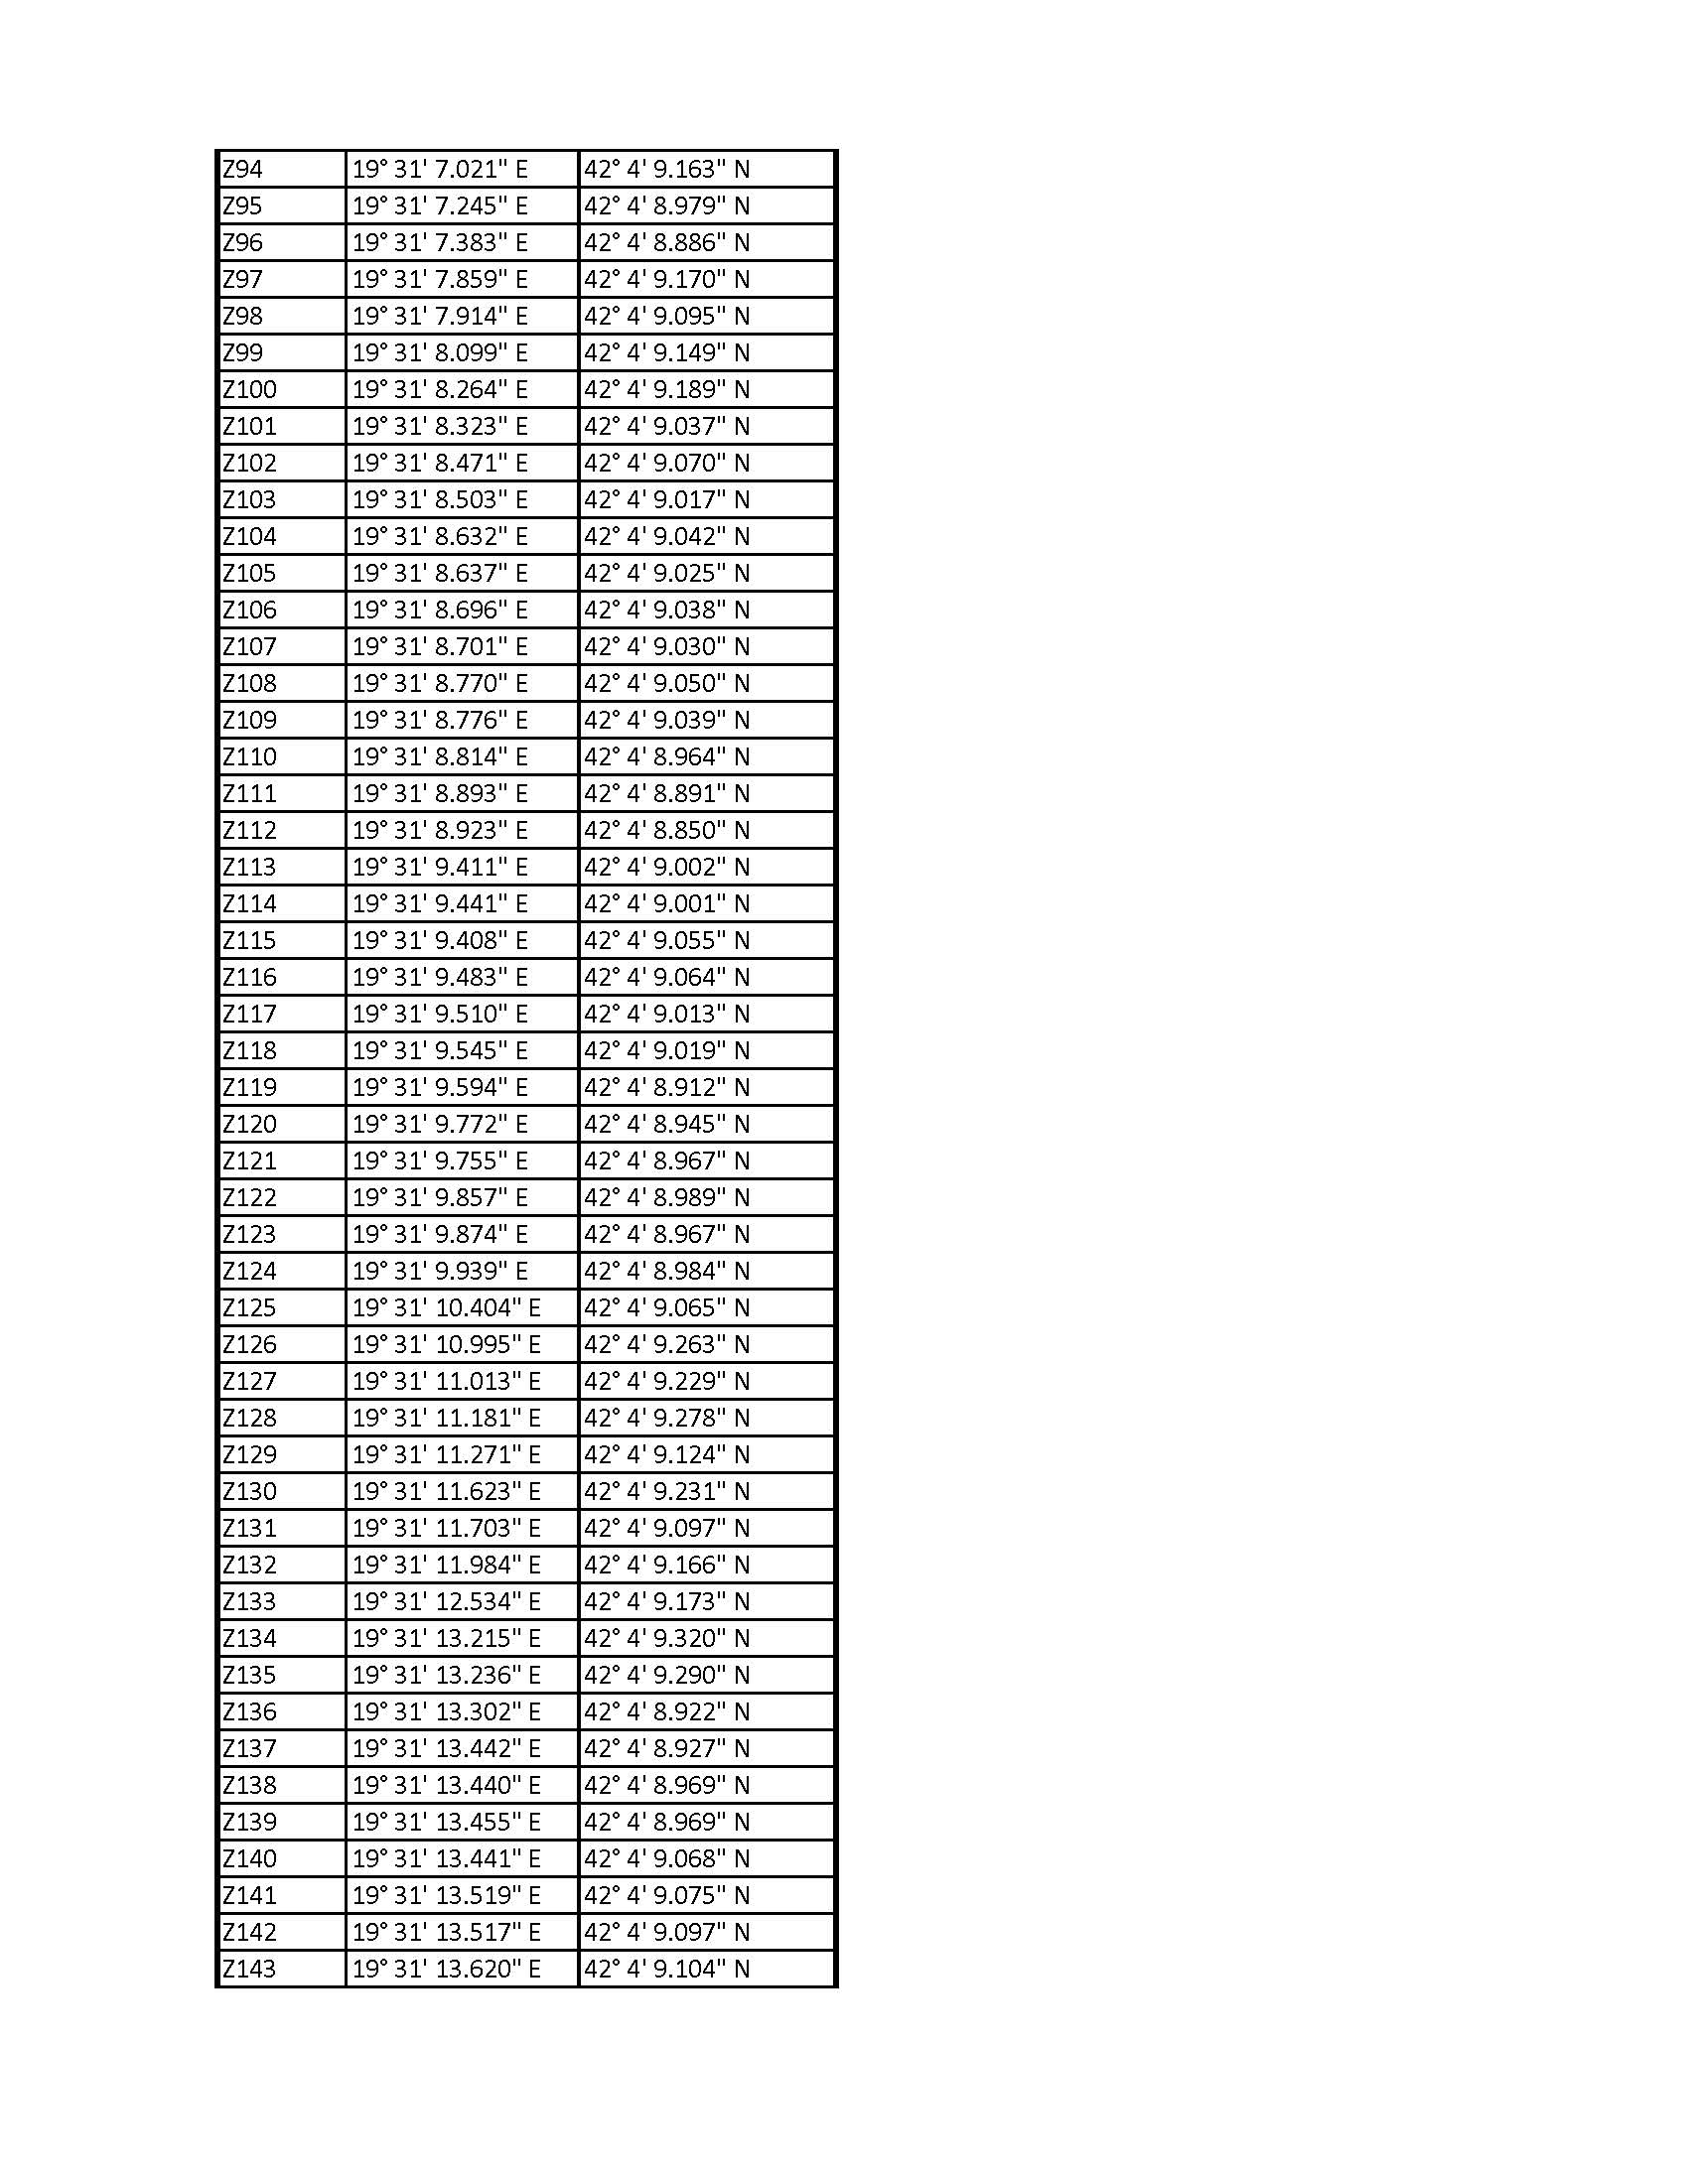 Z94 19° 31' 7.021" E 42° 4' 9.163" N
Z95 19° 31' 7.245" E 42° 4' 8.979" N
Z96 19° 31' 7.383" E 42° 4' 8.886" N
Z97 19° 31' 7.859" E 42° 4' 9.170" N
Z98 19° 31' 7.914" E 42° 4' 9.095" N
Z99 19° 31' 8.099" E 42° 4' 9.149" N
Z100 19° 31' 8.264" E 42° 4' 9.189" N
Z101 19° 31' 8.323" E 42° 4' 9.037" N
Z102 19° 31' 8.471" E 42° 4' 9.070" N
Z103 19° 31' 8.503" E 42° 4' 9.017" N
Z104 19° 31' 8.632" E 42° 4' 9.042" N
Z105 19° 31' 8.637" E 42° 4' 9.025" N
Z106 19° 31' 8.696" E 42° 4' 9.038" N
Z107 19° 31' 8.701" E 42° 4' 9.030" N
Z108 19° 31' 8.770" E 42° 4' 9.050" N
Z109 19° 31' 8.776" E 42° 4' 9.039" N
Z110 19° 31' 8.814" E 42° 4' 8.964" N
Z111 19° 31' 8.893" E 42° 4' 8.891" N
Z112 19° 31' 8.923" E 42° 4' 8.850" N
Z113 19° 31' 9.411" E 42° 4' 9.002" N
Z114 19° 31' 9.441" E 42° 4' 9.001" N
Z115 19° 31' 9.408" E 42° 4' 9.055" N
Z116 19° 31' 9.483" E 42° 4' 9.064" N
Z117 19° 31' 9.510" E 42° 4' 9.013" N
Z118 19° 31' 9.545" E 42° 4' 9.019" N
Z119 19° 31' 9.594" E 42° 4' 8.912" N
Z120 19° 31' 9.772" E 42° 4' 8.945" N
Z121 19° 31' 9.755" E 42° 4' 8.967" N
Z122 19° 31' 9.857" E 42° 4' 8.989" N
Z123 19° 31' 9.874" E 42° 4' 8.967" N
Z124 19° 31' 9.939" E 42° 4' 8.984" N
Z125 19° 31' 10.404" E 42° 4' 9.065" N
Z126 19° 31' 10.995" E 42° 4' 9.263" N
Z127 19° 31' 11.013" E 42° 4' 9.229" N
Z128 19° 31' 11.181" E 42° 4' 9.278" N
Z129 19° 31' 11.271" E 42° 4' 9.124" N
Z130 19° 31' 11.623" E 42° 4' 9.231" N
Z131 19° 31' 11.703" E 42° 4' 9.097" N
Z132 19° 31' 11.984" E 42° 4' 9.166" N
Z133 19° 31' 12.534" E 42° 4' 9.173" N
Z134 19° 31' 13.215" E 42° 4' 9.320" N
Z135 19° 31' 13.236" E 42° 4' 9.290" N
Z136 19° 31' 13.302" E 42° 4' 8.922" N
Z137 19° 31' 13.442" E 42° 4' 8.927" N
Z138 19° 31' 13.440" E 42° 4' 8.969" N
Z139 19° 31' 13.455" E 42° 4' 8.969" N
Z140 19° 31' 13.441" E 42° 4' 9.068" N
Z141 19° 31' 13.519" E 42° 4' 9.075" N
Z142 19° 31' 13.517" E 42° 4' 9.097" N
Z143 19° 31' 13.620" E 42° 4' 9.104" N